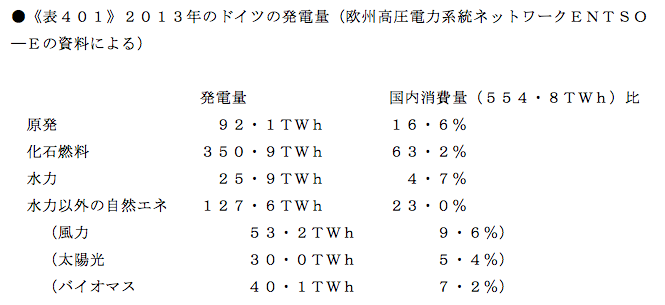 ●《表４０１》２０１３年のドイツの発電量（欧州高圧電力系統ネットワークＥＮＴＳＯ
―Ｅの資料による）
発電量　国内消費量（５５４・８ＴＷｈ）比
原発　９２・１ＴＷｈ　１６・６％
化石燃料　３５０・９ＴＷｈ　６３・２％
水力　２５・９ＴＷｈ　４・７％
水力以外の自然エネ　１２７・６ＴＷｈ　２３・０％
（風力　５３・２ＴＷｈ　９・６％）
（太陽光　３０・０ＴＷｈ　５・４％）
（バイオマス　４０・１ＴＷｈ　７・２％）